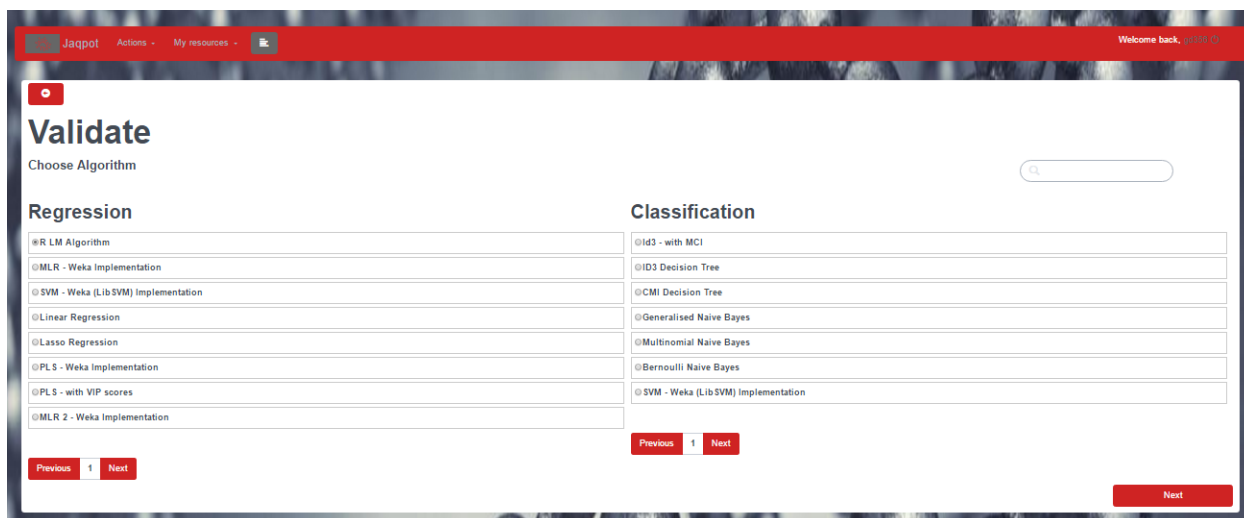 Jaqpot Actions My resources
Welcome back,
Validate
Choose Algorithm
Regression
R LM Algorithm
MLR - Weka Implementation
SVM - Weka (LibSVM) Implementation
Linear Regression
Lasso Regression
PLS - Weka Implementation
PLS - with VIP scores
MLR 2 - Weka Implementation
Previous 1 Next
Classification
Id3 - with MCI
ID3 Decision Tree
CMI Decision Tree
Generalised Naive Bayes
Multinomial Naive Bayes
Bernoulli Naive Bayes
SVM - Weka (LibSVM) Implementation
Previous 1 Next
Next